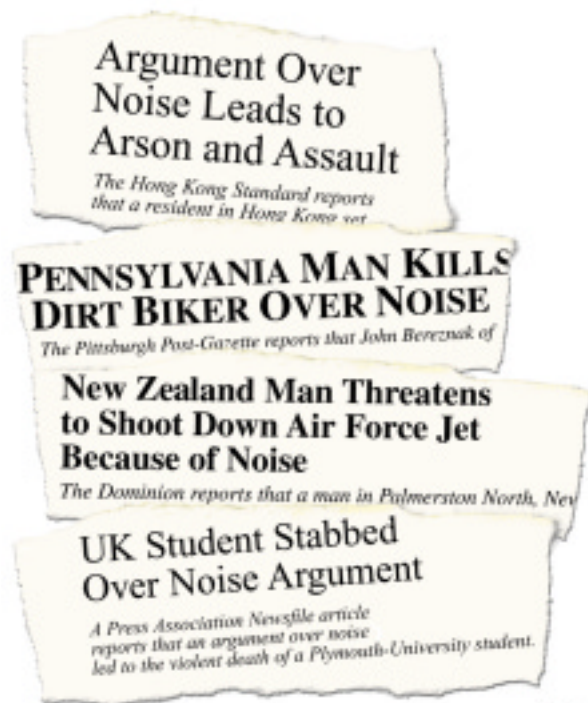 Argument Over
Noise Leads to
Arson and Assault
The Hong Kong Standard reports
that a resident in Hong Kong set
PENNSYLVANIA MAN KILLS
DIRT BIKER OVER NOISE
The Pittsburgh Post-Gazette reports that John Bereznak of
New Zealand Man Threatens
to Shoot Down Air Force Jet
Because of Noise
The Dominion reports that a man in Palmerston North, New
UK Student Stabbed
Over Noise Argument
A Press Association Newsfile article
reports that an argument over noise
led to the violent death of a Plymouth-University student.